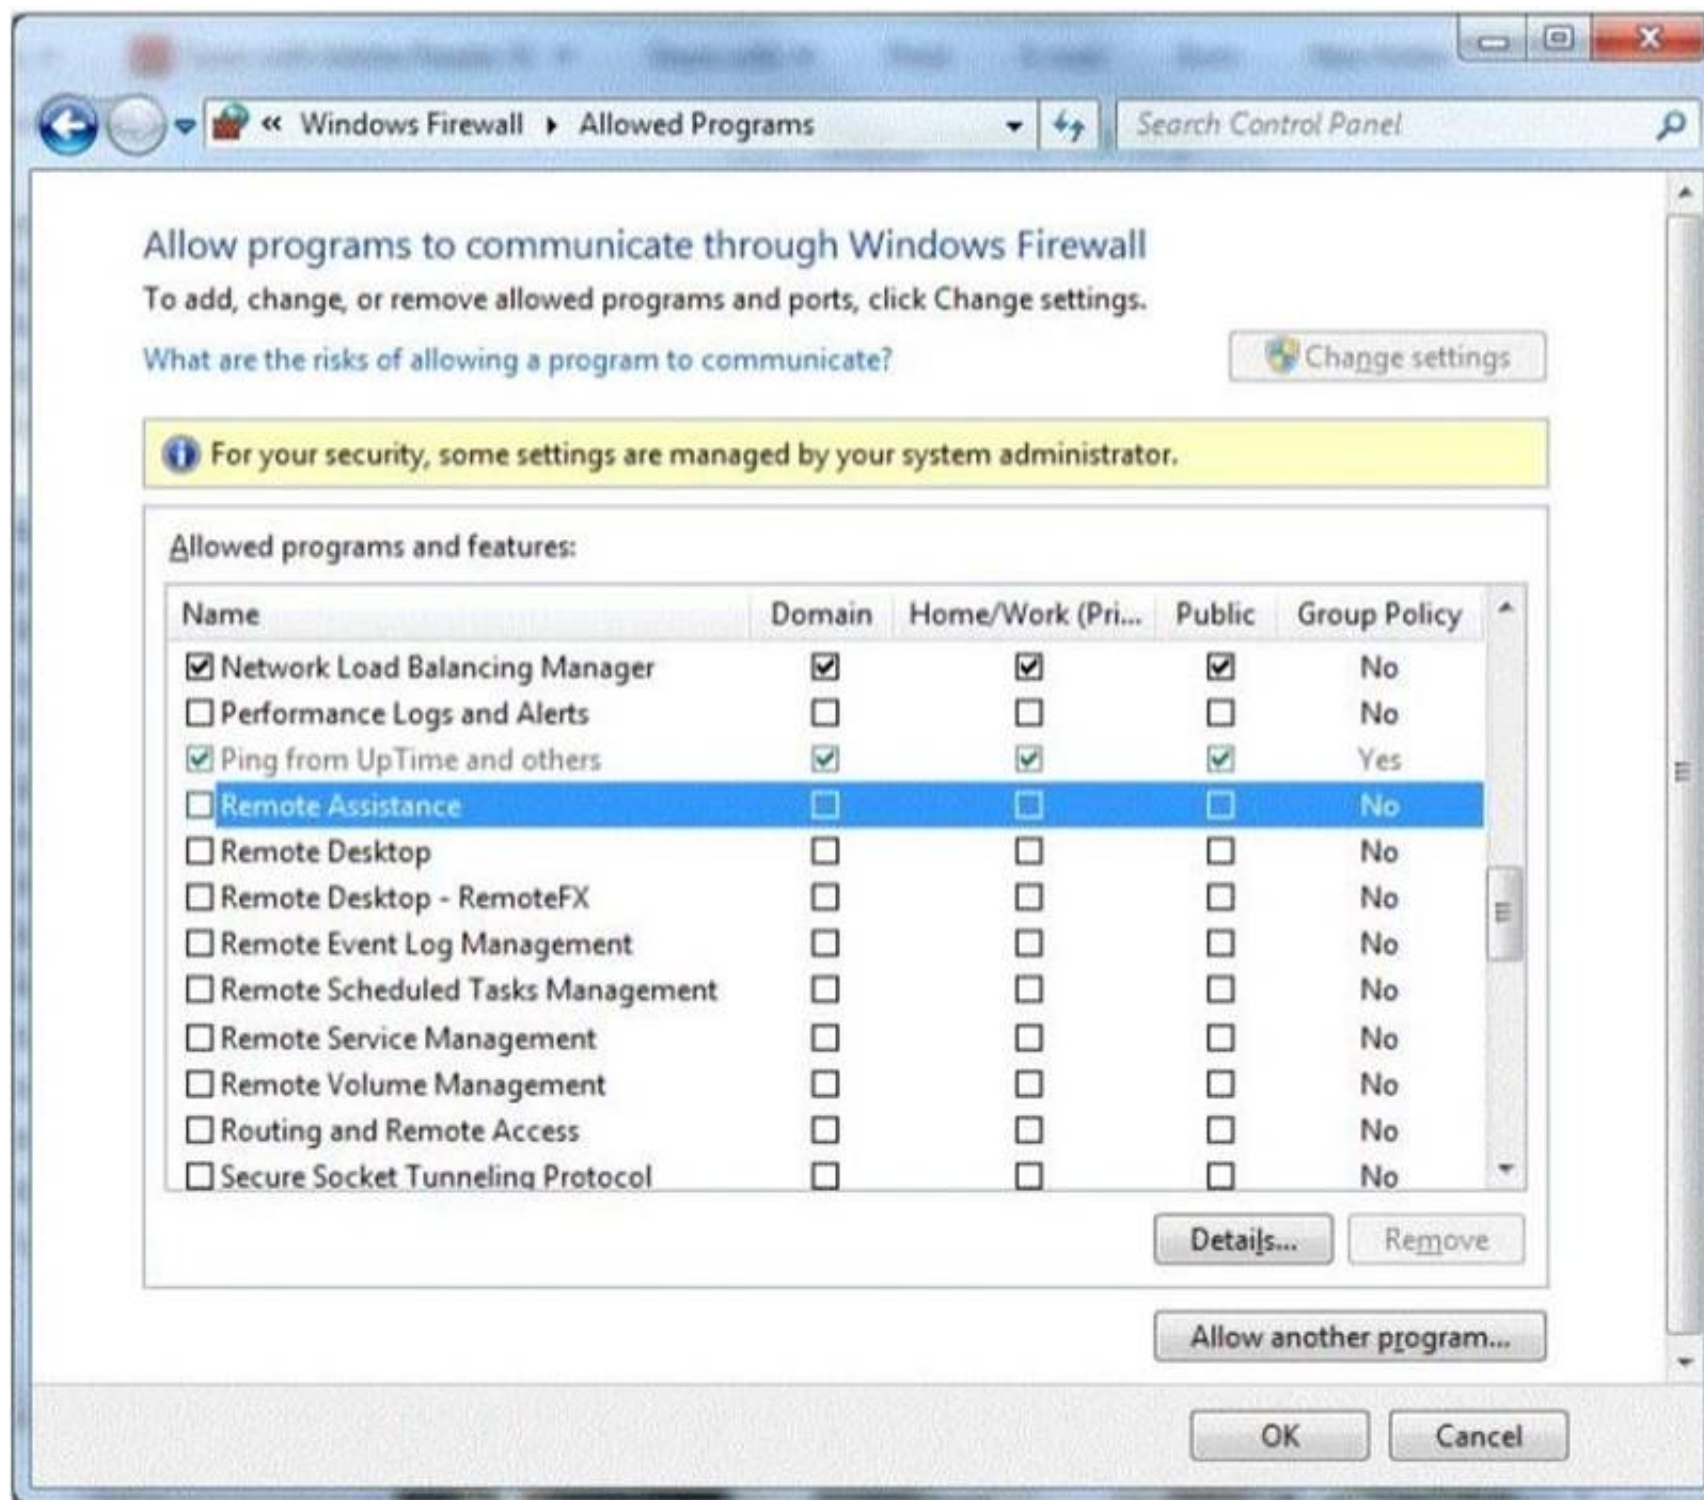 « Windows Firewall ▸ Allowed Programs
Search Control Panel
Allow programs to communicate through Windows Firewall
To add, change, or remove allowed programs and ports, click Change settings.
What are the risks of allowing a program to communicate?
Change settings
For your security, some settings are managed by your system administrator.
Allowed programs and features:
Name Domain Home/Work (Pri... Public Group Policy
Network Load Balancing Manager No
Performance Logs and Alerts No
Ping from UpTime and others Yes
Remote Assistance No
Remote Desktop No
Remote Desktop - RemoteFX No
Remote Event Log Management No
Remote Scheduled Tasks Management No
Remote Service Management No
Remote Volume Management No
Routing and Remote Access No
Secure Socket Tunneling Protocol No
Details... Remove
Allow another program...
OK Cancel